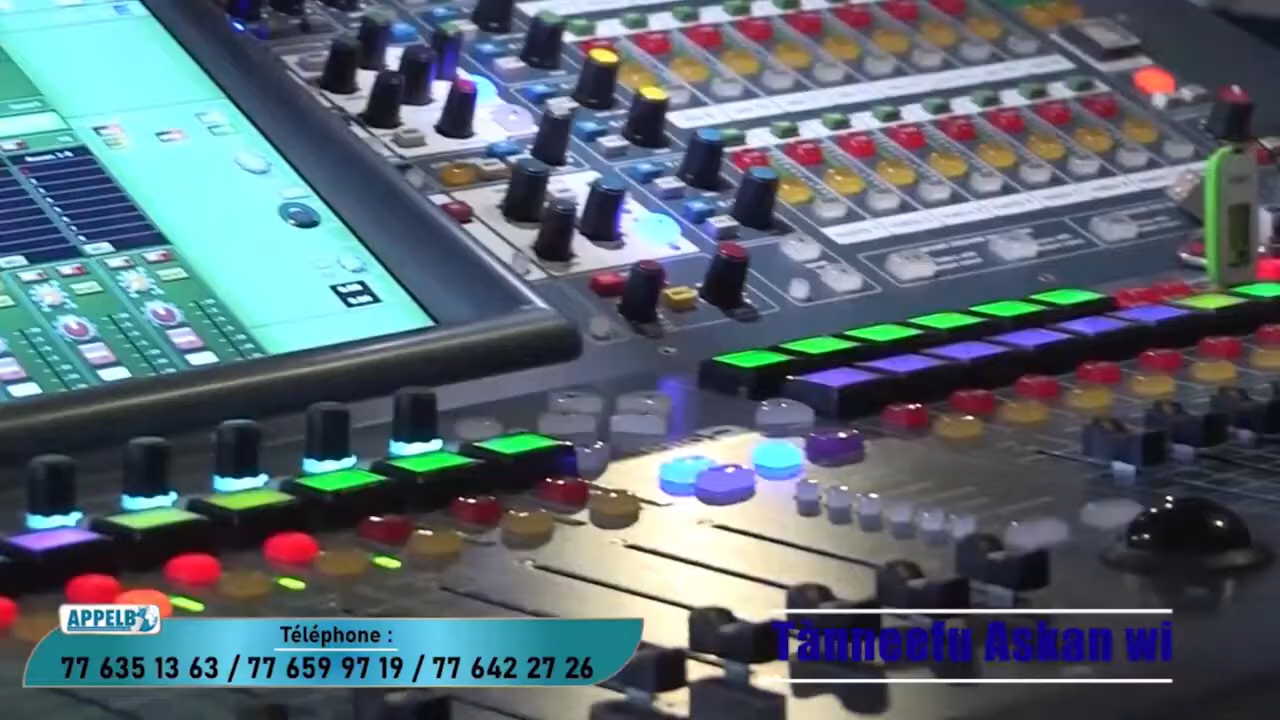 APPELB
Téléphone :
77 635 13 63 / 77 659 97 19 / 77 642 27 26
Tànneefu Askan wi